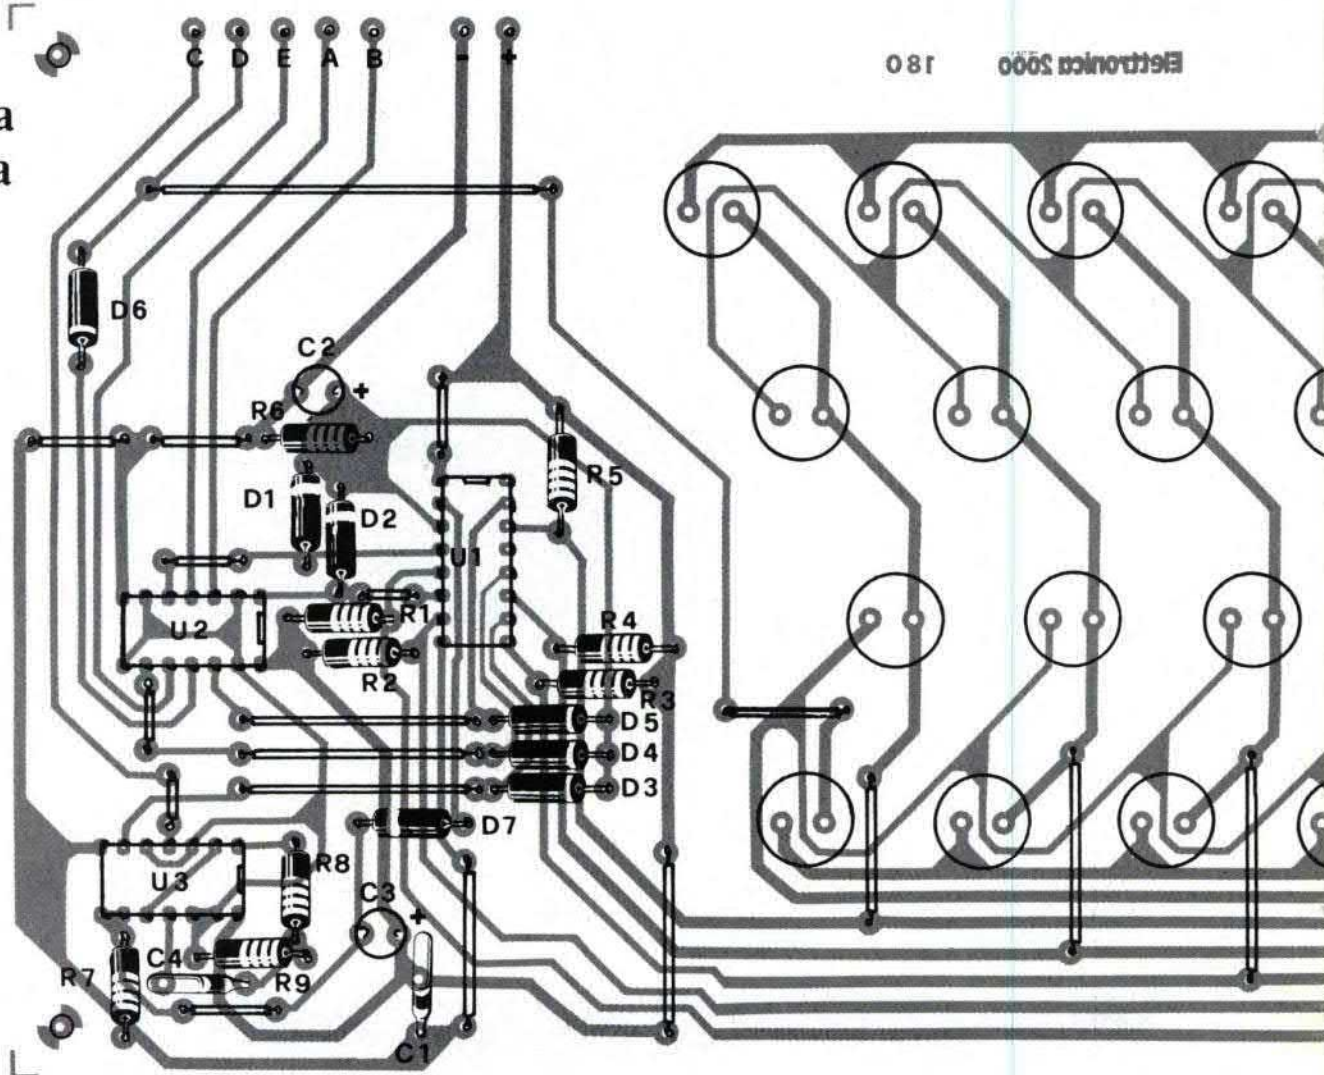 C D E A B - +
Elettronica 2000 180
a
a
D6
C2
+
R6
R5
D1
D2
U1
U2
R1
R4
R2
R3
D5
D4
D3
D7
U3
R8
C3
+
C4
R7
R9
C1